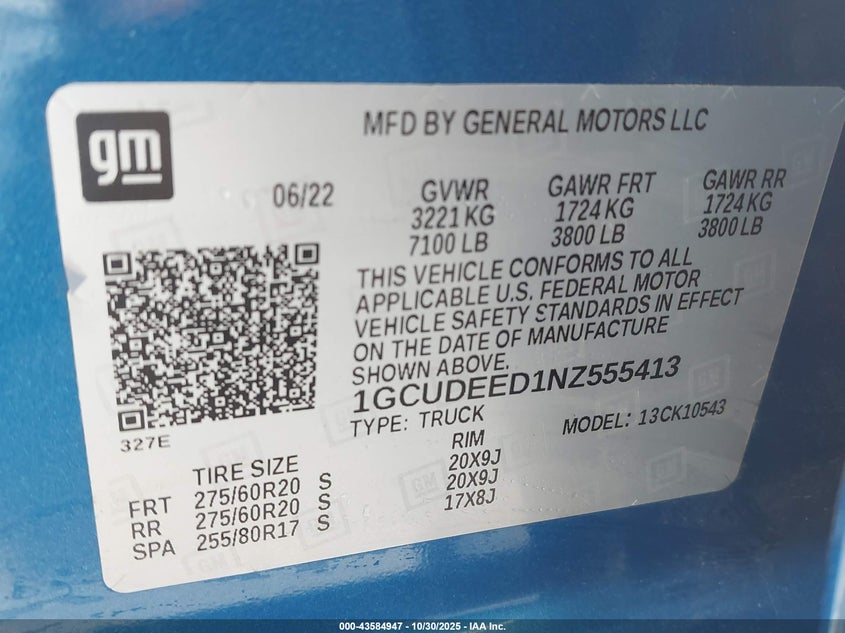 gm
MFD BY GENERAL MOTORS LLC
06/22
GVWR
3221 KG
7100 LB
GAWR FRT
1724 KG
3800 LB
GAWR RR
1724 KG
3800 LB
THIS VEHICLE CONFORMS TO ALL
APPLICABLE U.S. FEDERAL MOTOR
VEHICLE SAFETY STANDARDS IN EFFECT
ON THE DATE OF MANUFACTURE
SHOWN ABOVE.
1GCUDEED1NZ555413
TYPE: TRUCK
MODEL: 13CK10543
327E
TIRE SIZE RIM
FRT 275/60R20 S 20X9J
RR 275/60R20 S 20X9J
SPA 255/80R17 S 17X8J
000-43584947 - 10/30/2025 - IAA Inc.